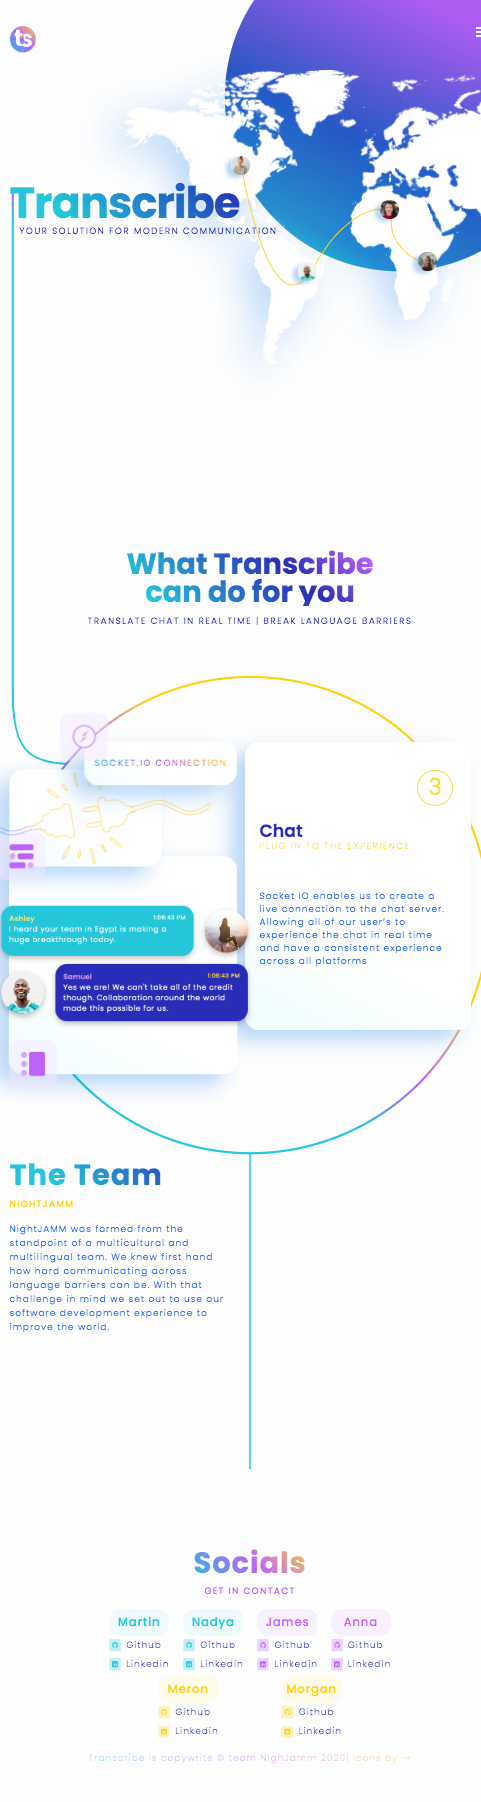 ts
Transcribe
YOUR SOLUTION FOR MODERN COMMUNICATION
What Transcribe
can do for you
TRANSLATE CHAT IN REAL TIME | BREAK LANGUAGE BARRIERS
SOCKET.IO CONNECTION
3
Chat
PLUG IN TO THE EXPERIENCE
Socket IO enables us to create a
live connection to the chat server.
Allowing all of our user's to
experience the chat in real time
and have a consistent experience
across all platforms
Ashley 1:06:43 PM
I heard your team in Egypt is making a
huge breakthrough today.
Samuel 1:06:43 PM
Yes we are! We can't take all of the credit
though. Collaboration around the world
made this possible for us.
The Team
NIGHTJAMM
NightJAMM was formed from the
standpoint of a multicultural and
multilingual team. We knew first hand
how hard communicating across
language barriers can be. With that
challenge in mind we set out to use our
software development experience to
improve the world.
Socials
GET IN CONTACT
Martin Nadya James Anna
Github Github Github Github
Linkedin Linkedin Linkedin Linkedin
Meron Morgan
Github Github
Linkedin Linkedin
Transcribe is copywrite © team NighJamm 2020| Icons by →